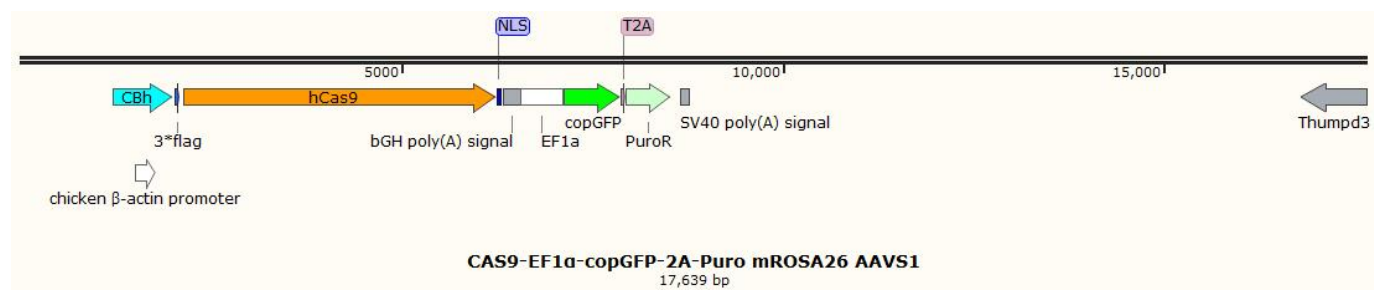 NLS T2A
5000 10,000 15,000
CBh hCas9 copGFP SV40 poly(A) signal Thumpd3
3*flag bGH poly(A) signal EF1a PuroR
chicken β-actin promoter
CAS9-EF1α-copGFP-2A-Puro mROSA26 AAVS1
17,639 bp